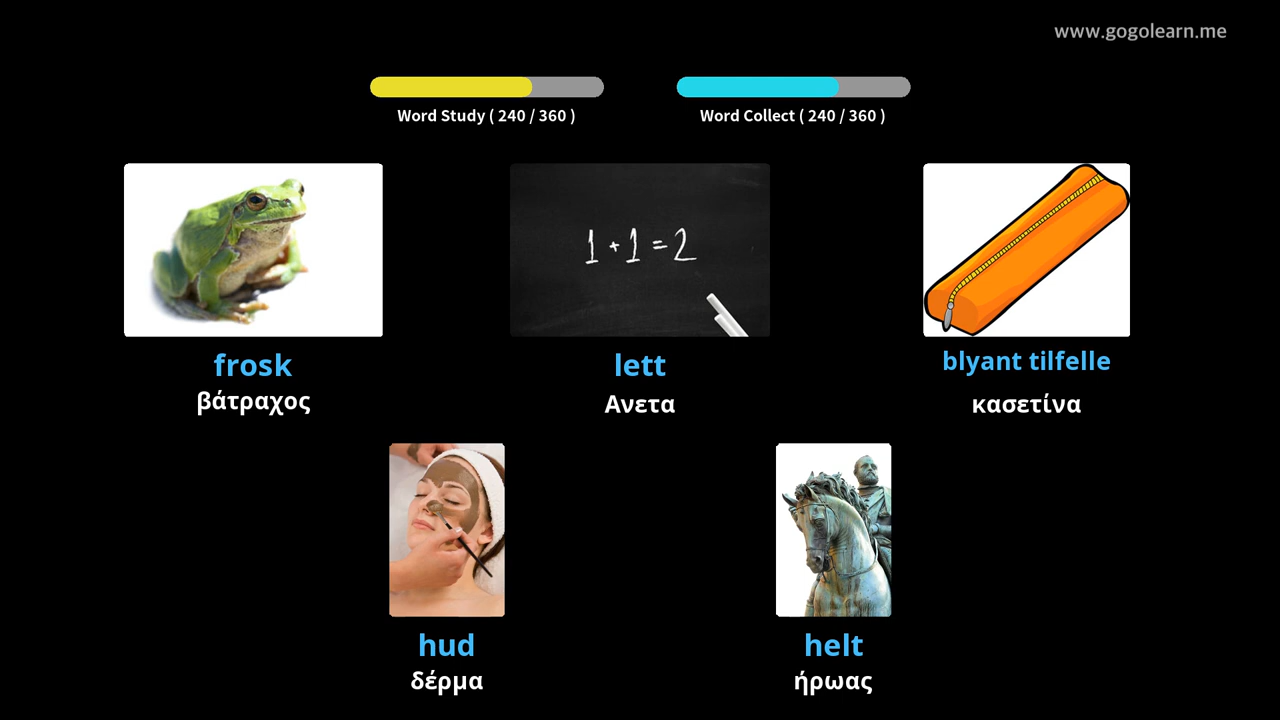 www.gogolearn.me
Word Study ( 240 / 360 )
Word Collect ( 240 / 360 )
1 + 1 = 2
frosk
βάτραχος
lett
Ανετα
blyant tilfelle
κασετίνα
hud
δέρμα
helt
ήρωας